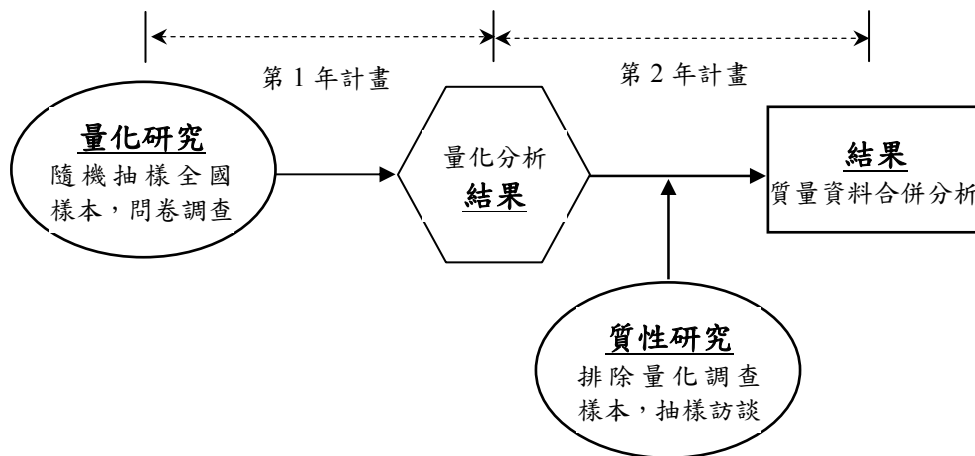 第 1 年計畫
第 2 年計畫
量化研究
隨機抽樣全國
樣本，問卷調查
量化分析
結果
結果
質量資料合併分析
質性研究
排除量化調查
樣本，抽樣訪談